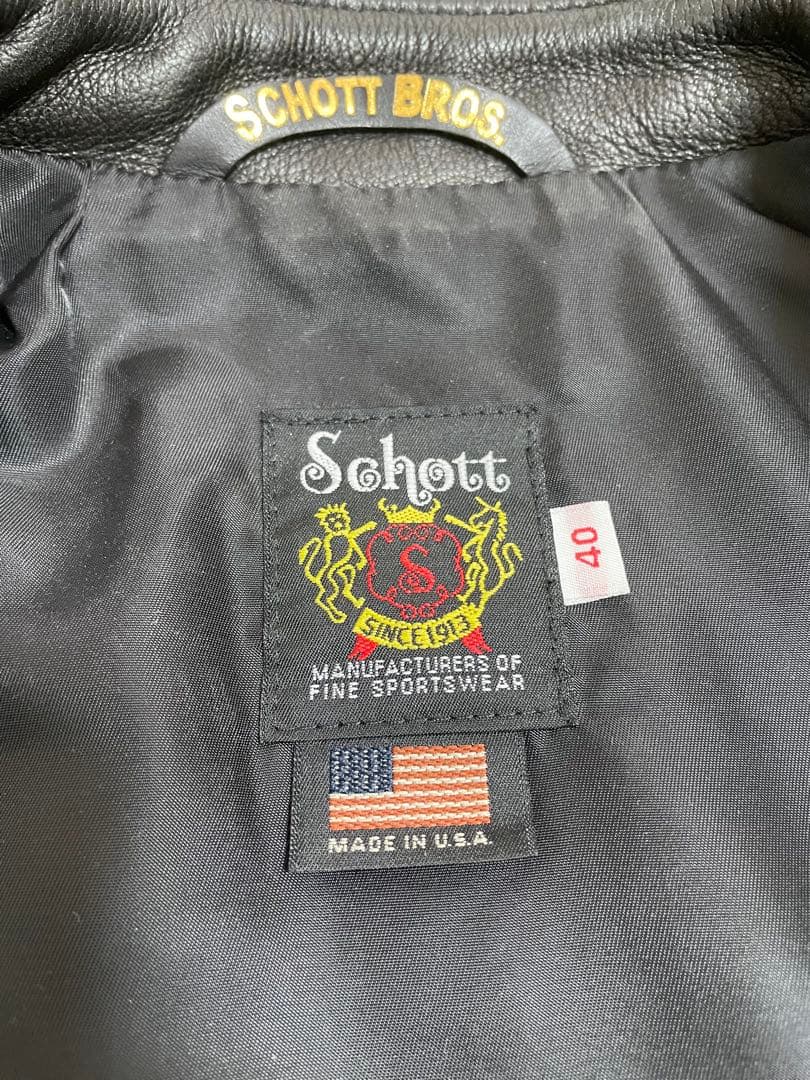 SCHOTT BROS.
Schott
S
SINCE 1913
MANUFACTURERS OF
FINE SPORTSWEAR
40
MADE IN U.S.A.